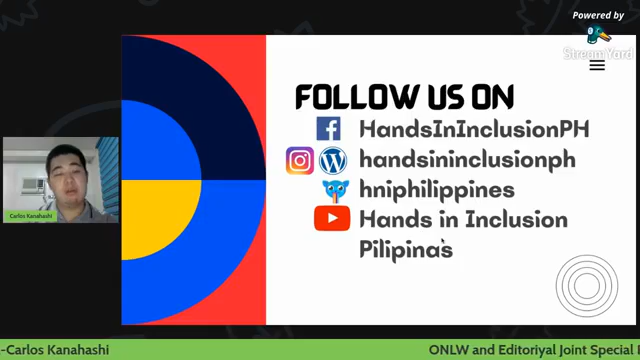 Powered by
StreamYard
FOLLOW US ON
HandsInInclusionPH
handsininclusionph
hniphilippines
Hands in Inclusion
Pilipinas
Carlos Kanahashi
-Carlos Kanahashi
ONLW and Editoriyal Joint Special